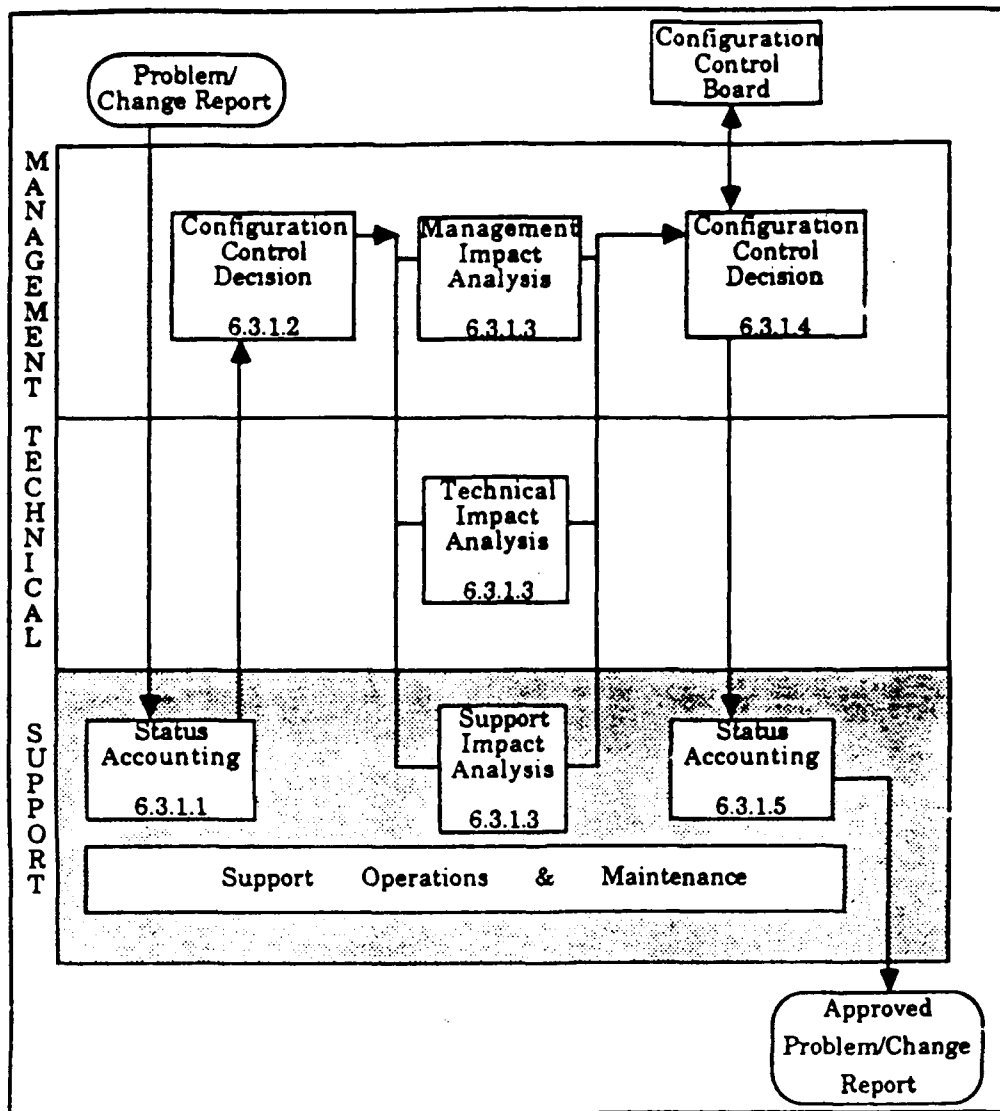 Problem/
Change Report
Configuration
Control
Board
MANAGEMENT
Configuration
Control
Decision
6.3.1.2
Management
Impact
Analysis
6.3.1.3
Configuration
Control
Decision
6.3.1.4
TECHNICAL
Technical
Impact
Analysis
6.3.1.3
SUPPORT
Status
Accounting
6.3.1.1
Support
Impact
Analysis
6.3.1.3
Status
Accounting
6.3.1.5
Support Operations & Maintenance
Approved
Problem/Change
Report